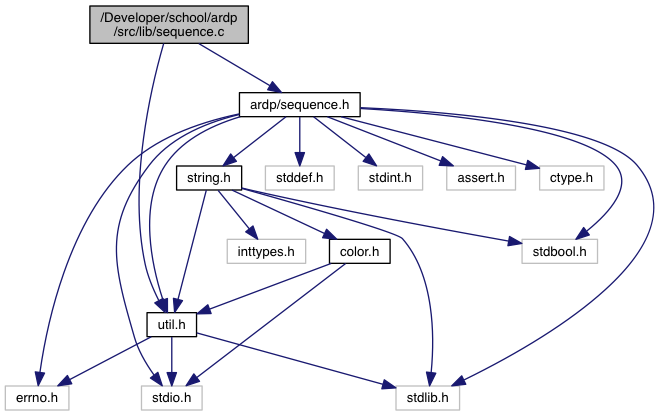 /Developer/school/ardp
/src/lib/sequence.c
ardp/sequence.h
string.h
stddef.h
stdint.h
assert.h
ctype.h
inttypes.h
color.h
stdbool.h
util.h
errno.h
stdio.h
stdlib.h